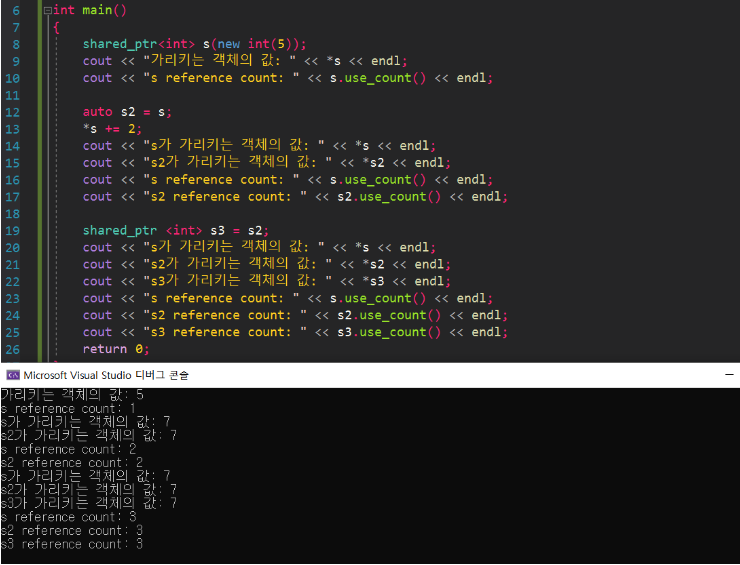 6 int main()
7 {
8 shared_ptr<int> s(new int(5));
9 cout << "가리키는 객체의 값: " << *s << endl;
10 cout << "s reference count: " << s.use_count() << endl;
11
12 auto s2 = s;
13 *s += 2;
14 cout << "s가 가리키는 객체의 값: " << *s << endl;
15 cout << "s2가 가리키는 객체의 값: " << *s2 << endl;
16 cout << "s reference count: " << s.use_count() << endl;
17 cout << "s2 reference count: " << s2.use_count() << endl;
18
19 shared_ptr <int> s3 = s2;
20 cout << "s가 가리키는 객체의 값: " << *s << endl;
21 cout << "s2가 가리키는 객체의 값: " << *s2 << endl;
22 cout << "s3가 가리키는 객체의 값: " << *s3 << endl;
23 cout << "s reference count: " << s.use_count() << endl;
24 cout << "s2 reference count: " << s2.use_count() << endl;
25 cout << "s3 reference count: " << s3.use_count() << endl;
26 return 0;
Microsoft Visual Studio 디버그 콘솔
가리키는 객체의 값: 5
s reference count: 1
s가 가리키는 객체의 값: 7
s2가 가리키는 객체의 값: 7
s reference count: 2
s2 reference count: 2
s가 가리키는 객체의 값: 7
s2가 가리키는 객체의 값: 7
s3가 가리키는 객체의 값: 7
s reference count: 3
s2 reference count: 3
s3 reference count: 3